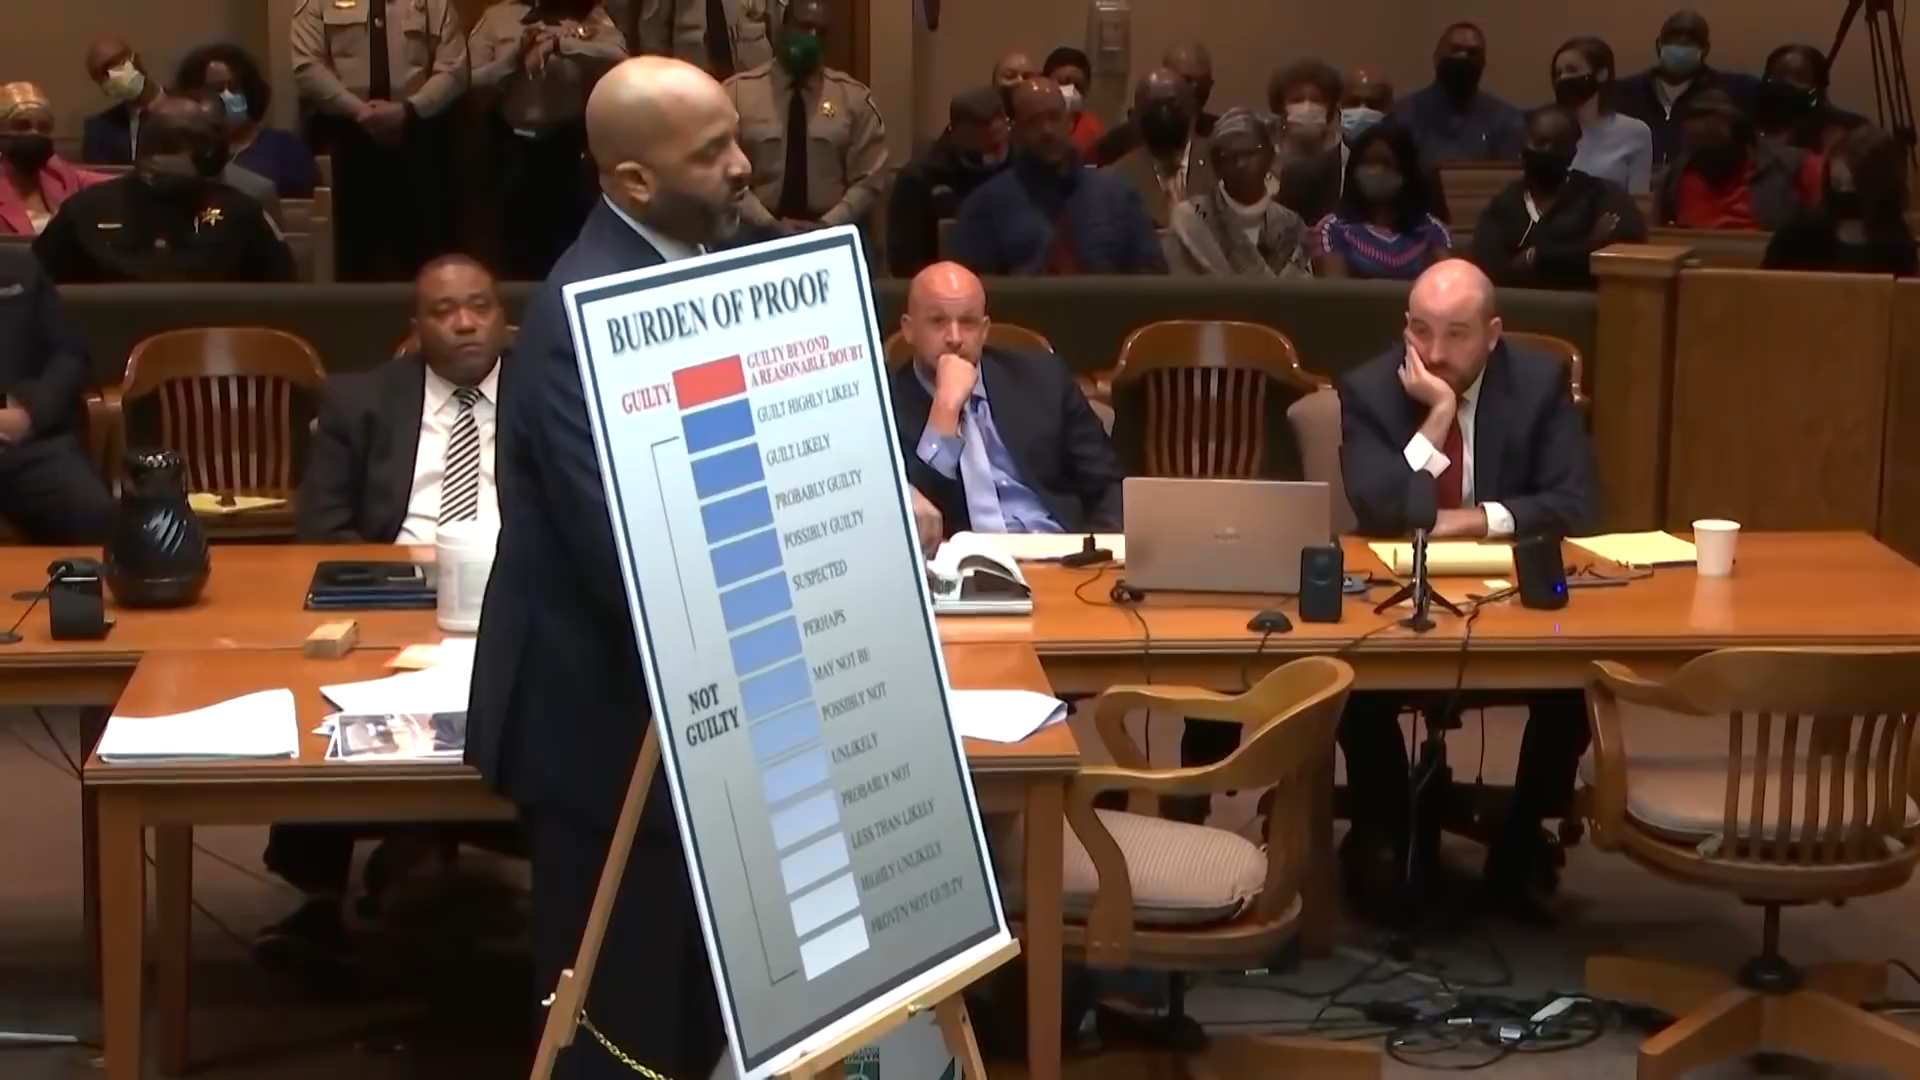 BURDEN OF PROOF
GUILTY
GUILTY BEYOND
A REASONABLE DOUBT
GUILT HIGHLY LIKELY
GUILT LIKELY
PROBABLY GUILTY
POSSIBLY GUILTY
SUSPECTED
PERHAPS
MAY NOT BE
POSSIBLY NOT
NOT
GUILTY
UNLIKELY
PROBABLY NOT
LESS THAN LIKELY
HIGHLY UNLIKELY
PROVEN NOT GUILTY